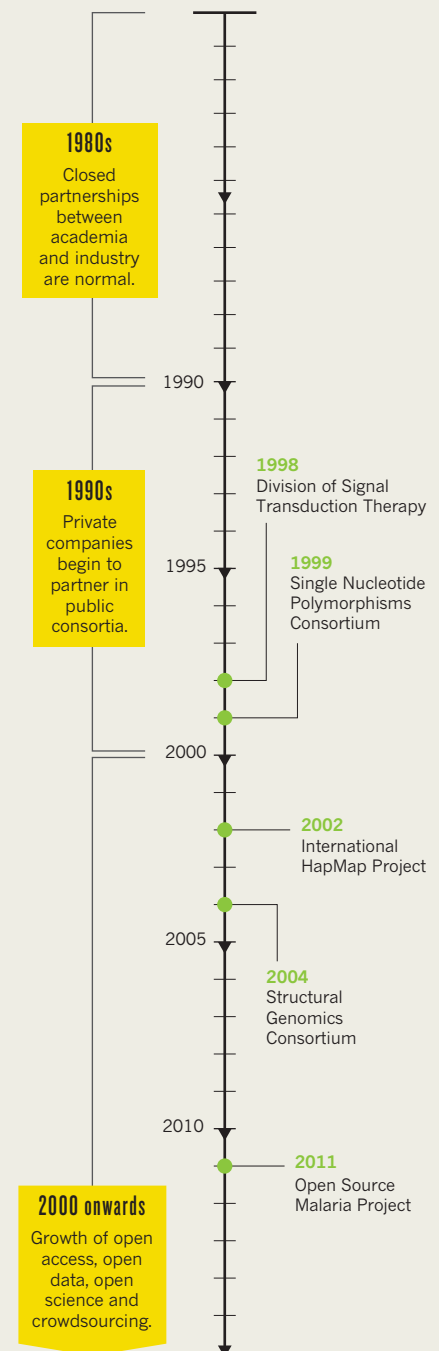 1980s
Closed
partnerships
between
academia
and industry
are normal.
1990
1990s
Private
companies
begin to
partner in
public
consortia.
1998
Division of Signal
Transduction Therapy
1995
1999
Single Nucleotide
Polymorphisms
Consortium
2000
2002
International
HapMap Project
2005
2004
Structural
Genomics
Consortium
2010
2011
Open Source
Malaria Project
2000 onwards
Growth of open
access, open
data, open
science and
crowdsourcing.